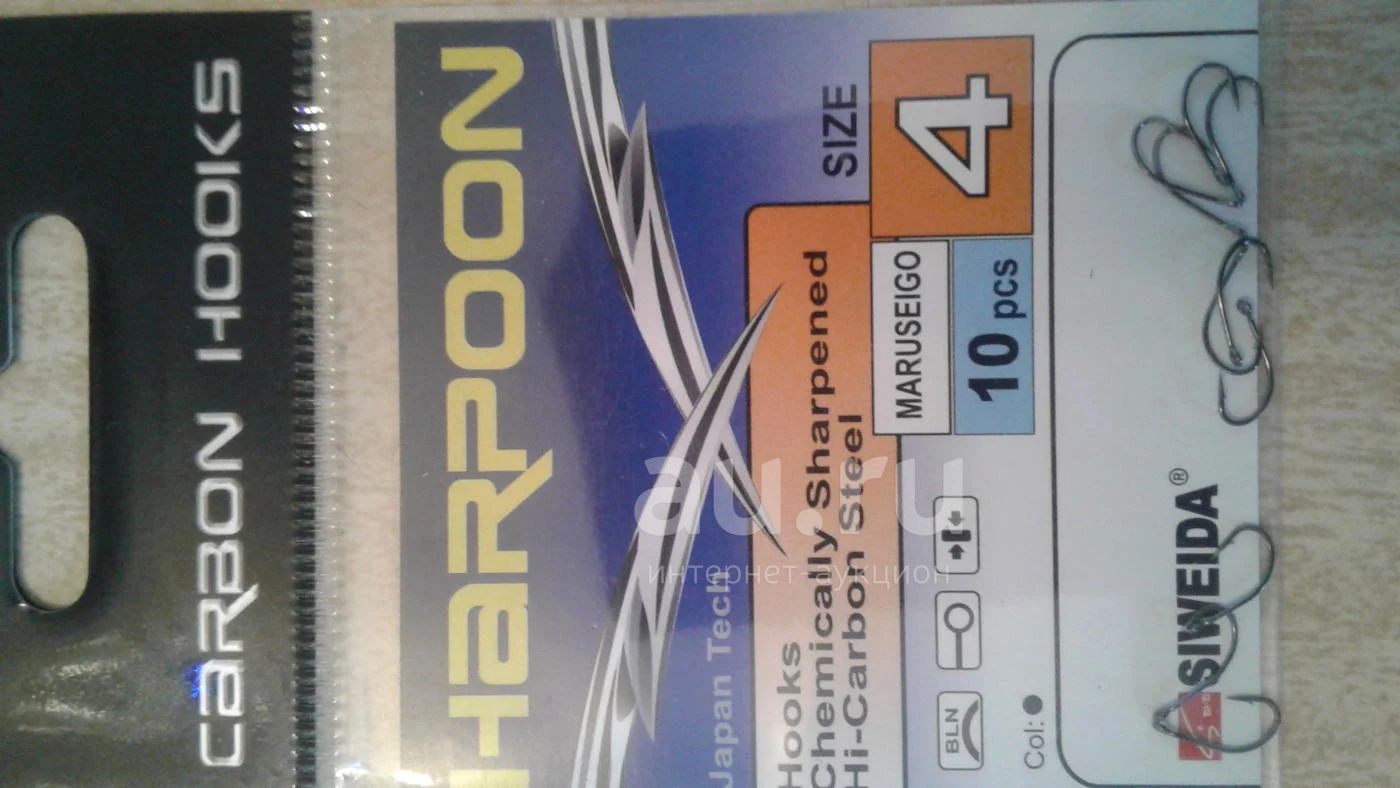 CARBON HOOKS
HARPOON
Japan Tech
Hooks
Chemically Sharpened
Hi-Carbon Steel
SIZE
4
MARUSEIGO
10 pcs
BLN
Col:
SIWEIDA®
au.ru
интернет-аукцион